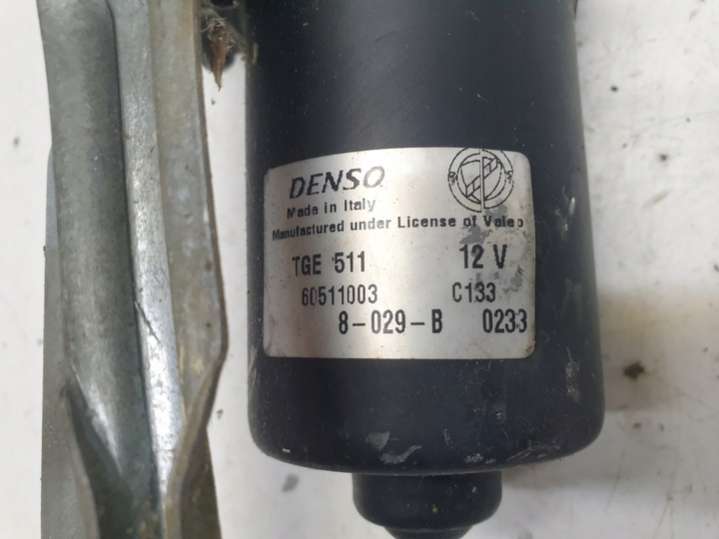 DENSO
Made in Italy
Manufactured under License of Valeo
TGE 511 12 V
60511003 C133
8-029-B 0233